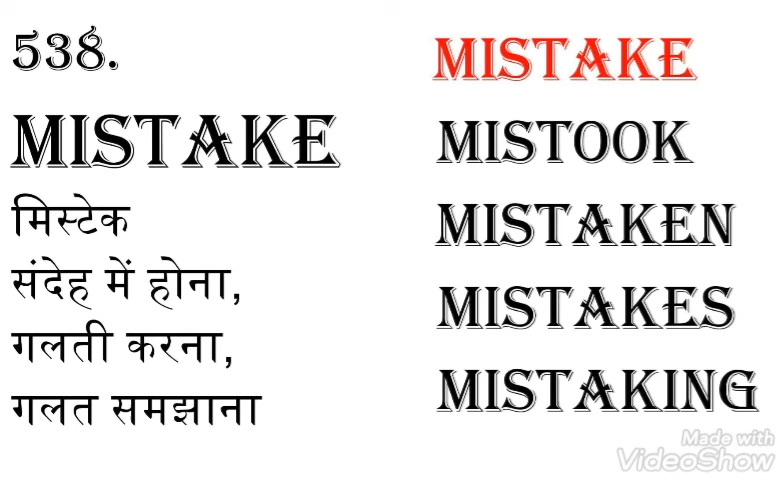 538.
MISTAKE
मिस्टेक
संदेह में होना,
गलती करना,
गलत समझाना
MISTAKE
MISTOOK
MISTAKEN
MISTAKES
MISTAKING
Made with
VideoShow